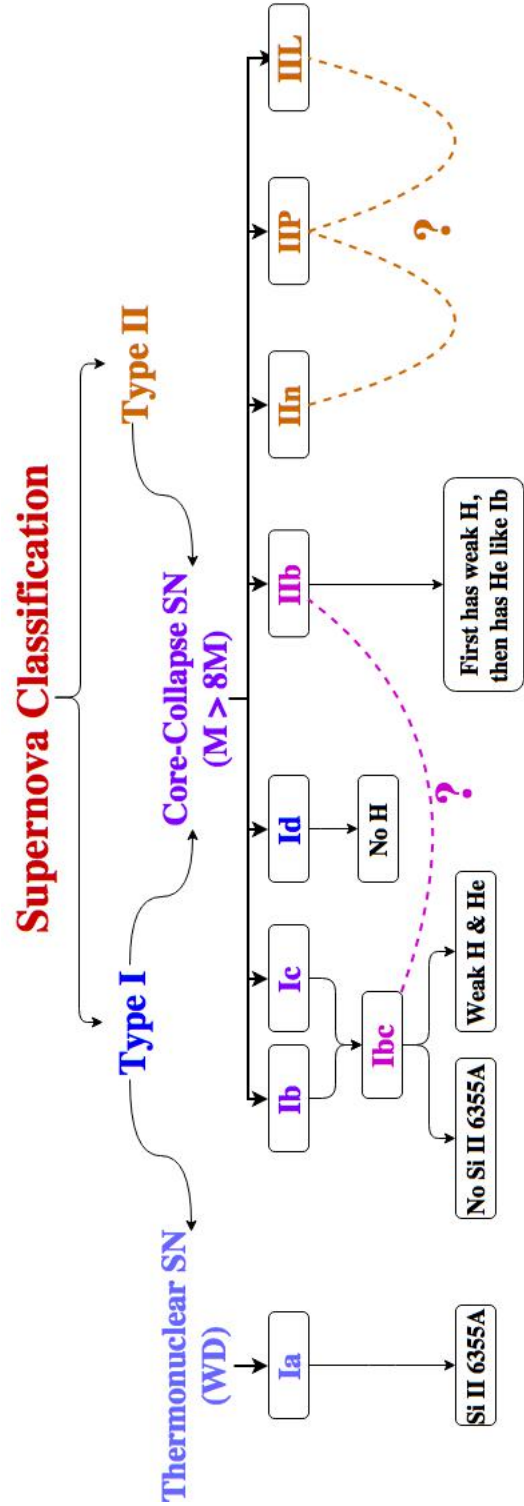 Supernova Classification
Type I
Type II
Thermonuclear SN
(WD)
Core-Collapse SN
(M > 8M)
Ia
Ib
Ic
Id
IIb
IIn
IIP
IIL
Ibc
No H
?
?
Si II 6355A
No Si II 6355A
Weak H & He
First has weak H,
then has He like Ib